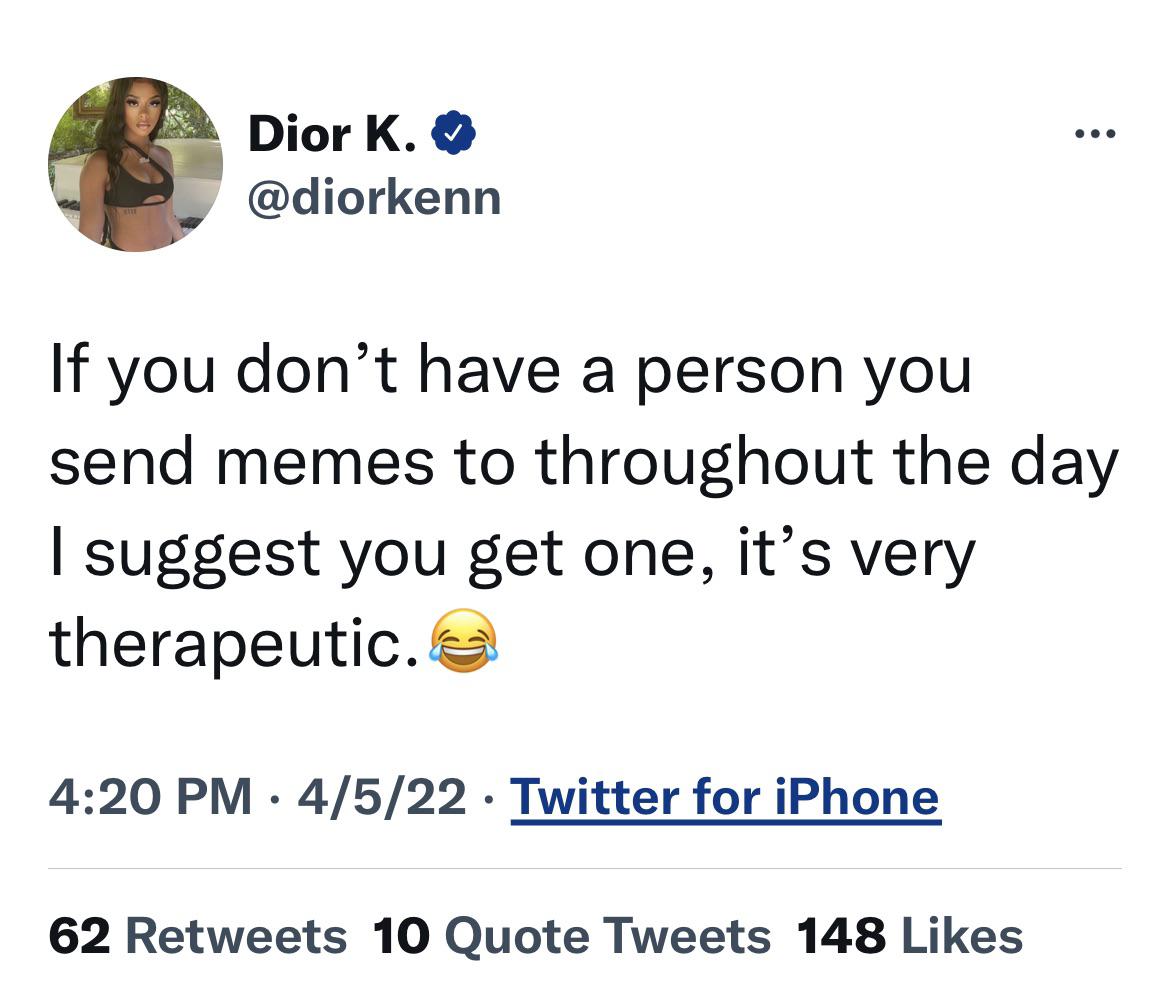 Dior K.
@diorkenn
If you don’t have a person you
send memes to throughout the day
I suggest you get one, it’s very
therapeutic.😂
4:20 PM · 4/5/22 · Twitter for iPhone
62 Retweets 10 Quote Tweets 148 Likes